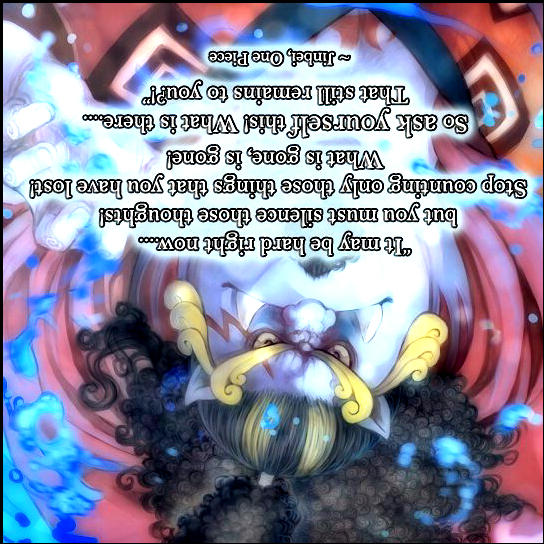 "It may be hard right now....
but you must silence those thoughts!
Stop counting only those things that you have lost!
What is gone, is gone!
So ask yourself this! What is there....
That still remains to you?!"
~ Jinbei, One Piece